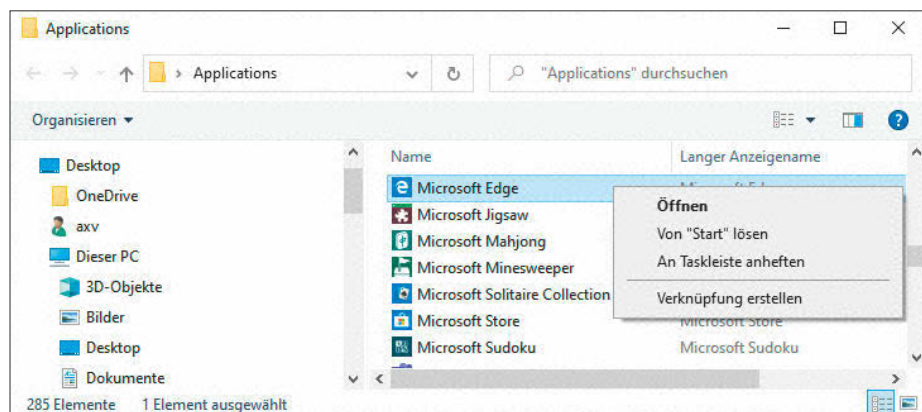 Applications
Applications
"Applications" durchsuchen
Organisieren
Desktop
OneDrive
axv
Dieser PC
3D-Objekte
Bilder
Desktop
Dokumente
Name
Langer Anzeigename
Microsoft Edge
Microsoft Jigsaw
Microsoft Mahjong
Microsoft Minesweeper
Microsoft Solitaire Collection
Microsoft Store
Microsoft Store
Microsoft Sudoku
Microsoft Sudoku
Öffnen
Von "Start" lösen
An Taskleiste anheften
Verknüpfung erstellen
285 Elemente
1 Element ausgewählt